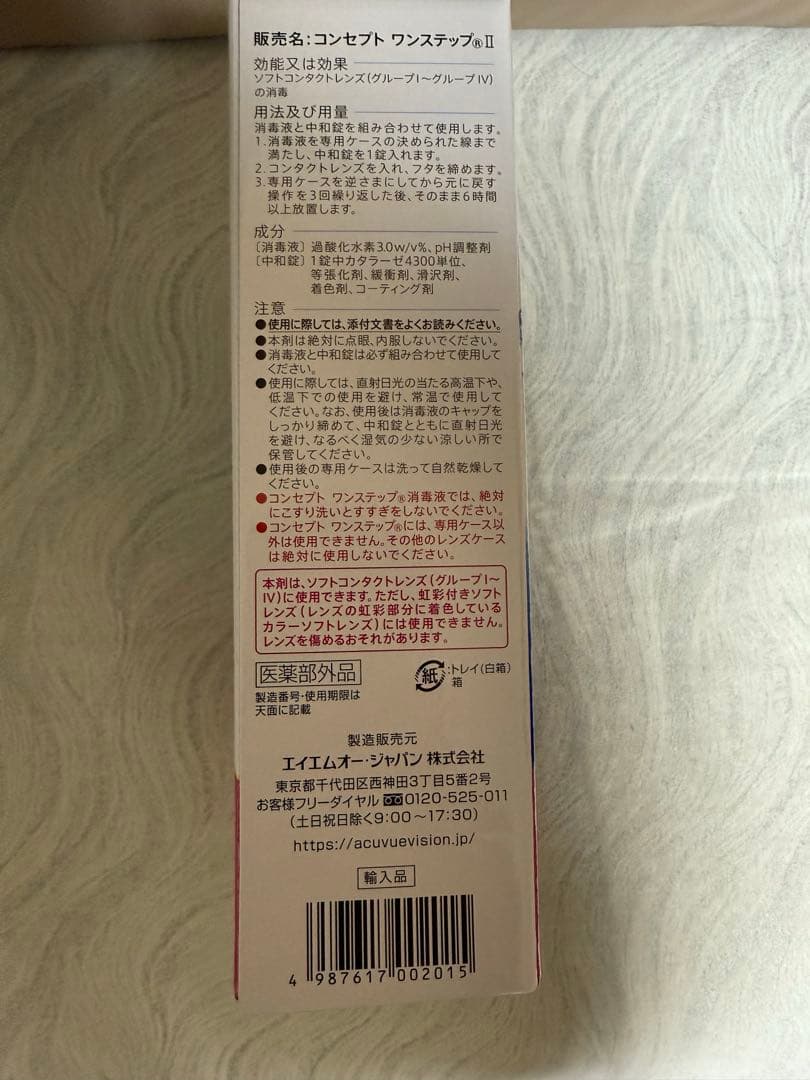 販売名:コンセプト ワンステップ®Ⅱ
効能又は効果
ソフトコンタクトレンズ(グループⅠ~グループⅣ)
の消毒
用法及び用量
消毒液と中和錠を組み合わせて使用します。
1.消毒液を専用ケースの決められた線まで
満たし、中和錠を1錠入れます。
2.コンタクトレンズを入れ、フタを締めます。
3.専用ケースを逆さまにしてから元に戻す
操作を3回繰り返した後、そのまま6時間
以上放置します。
成分
〔消毒液〕過酸化水素3.0w/v%、pH調整剤
〔中和錠〕1錠中カタラーゼ4300単位、
等張化剤、緩衝剤、滑沢剤、
着色剤、コーティング剤
注意
●使用に際しては、添付文書をよくお読みください。
●本剤は絶対に点眼、内服しないでください。
●消毒液と中和錠は必ず組み合わせて使用して
ください。
●使用に際しては、直射日光の当たる高温下や、
低温下での使用を避け、常温で使用して
ください。なお、使用後は消毒液のキャップを
しっかり締めて、中和錠とともに直射日光
を避け、なるべく湿気の少ない涼しい所で
保管してください。
●使用後の専用ケースは洗って自然乾燥して
ください。
●コンセプト ワンステップ®消毒液では、絶対
にこすり洗いとすすぎをしないでください。
●コンセプト ワンステップ®には、専用ケース以
外は使用できません。その他のレンズケース
は絶対に使用しないでください。
本剤は、ソフトコンタクトレンズ(グループⅠ~
Ⅳ)に使用できます。ただし、虹彩付きソフト
レンズ(レンズの虹彩部分に着色している
カラーソフトレンズ)には使用できません。
レンズを傷めるおそれがあります。
医薬部外品
紙:トレイ(白箱)
箱
製造番号・使用期限は
天面に記載
製造販売元
エイエムオー・ジャパン 株式会社
東京都千代田区西神田3丁目5番2号
お客様フリーダイヤル 0120-525-011
(土日祝日除く9:00~17:30)
https://acuvuevision.jp/
輸入品
4 987617 002015